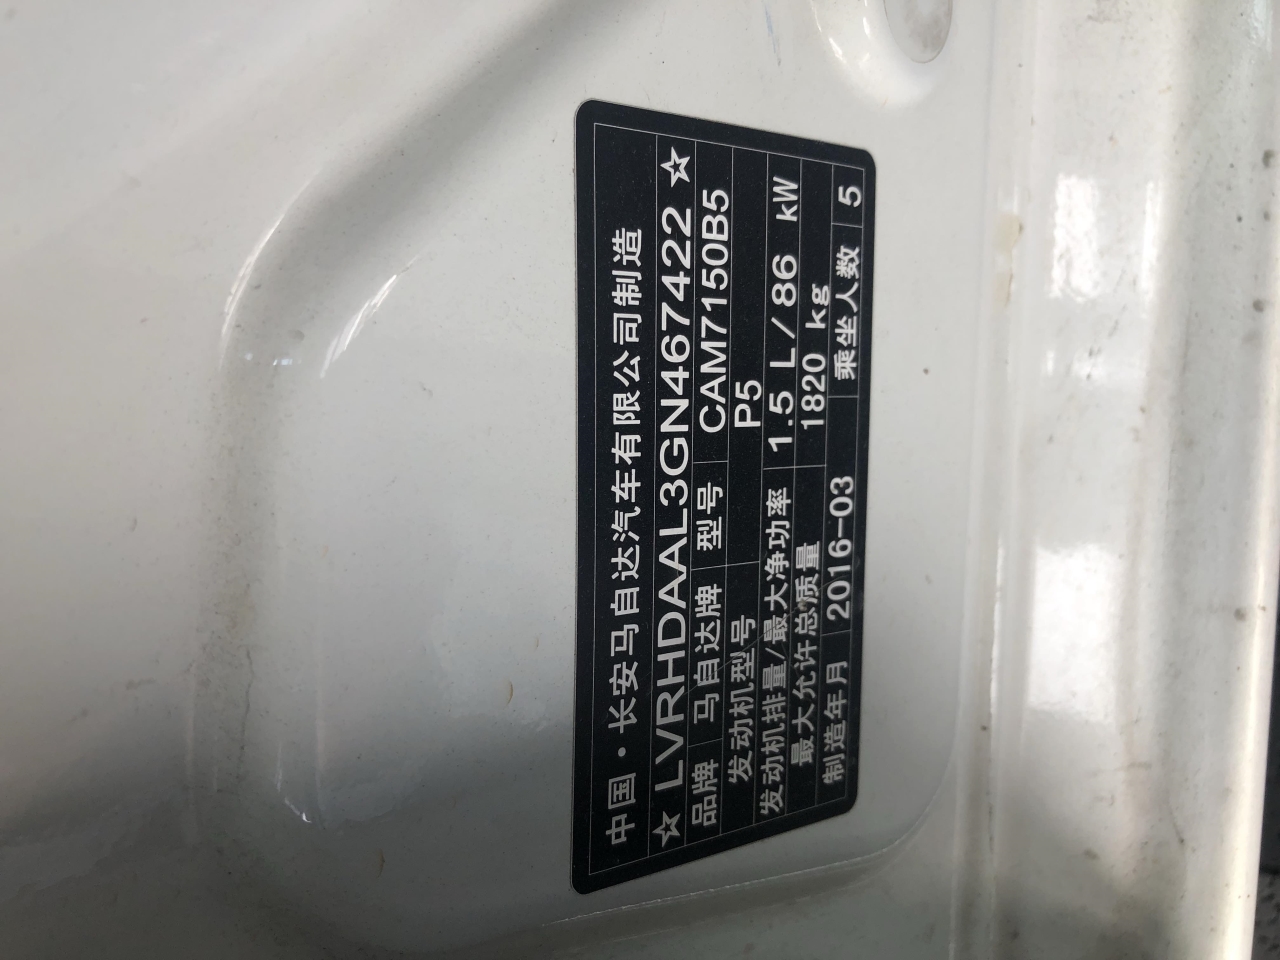 中国·长安马自达汽车有限公司制造
☆ LVRHDAAL3GN467422 ☆
品牌 马自达牌 型号 CAM7150B5
发动机型号 P5
发动机排量/最大净功率 1.5 L/86 kW
最大允许总质量 1820 kg
制造年月 2016-03 乘坐人数 5